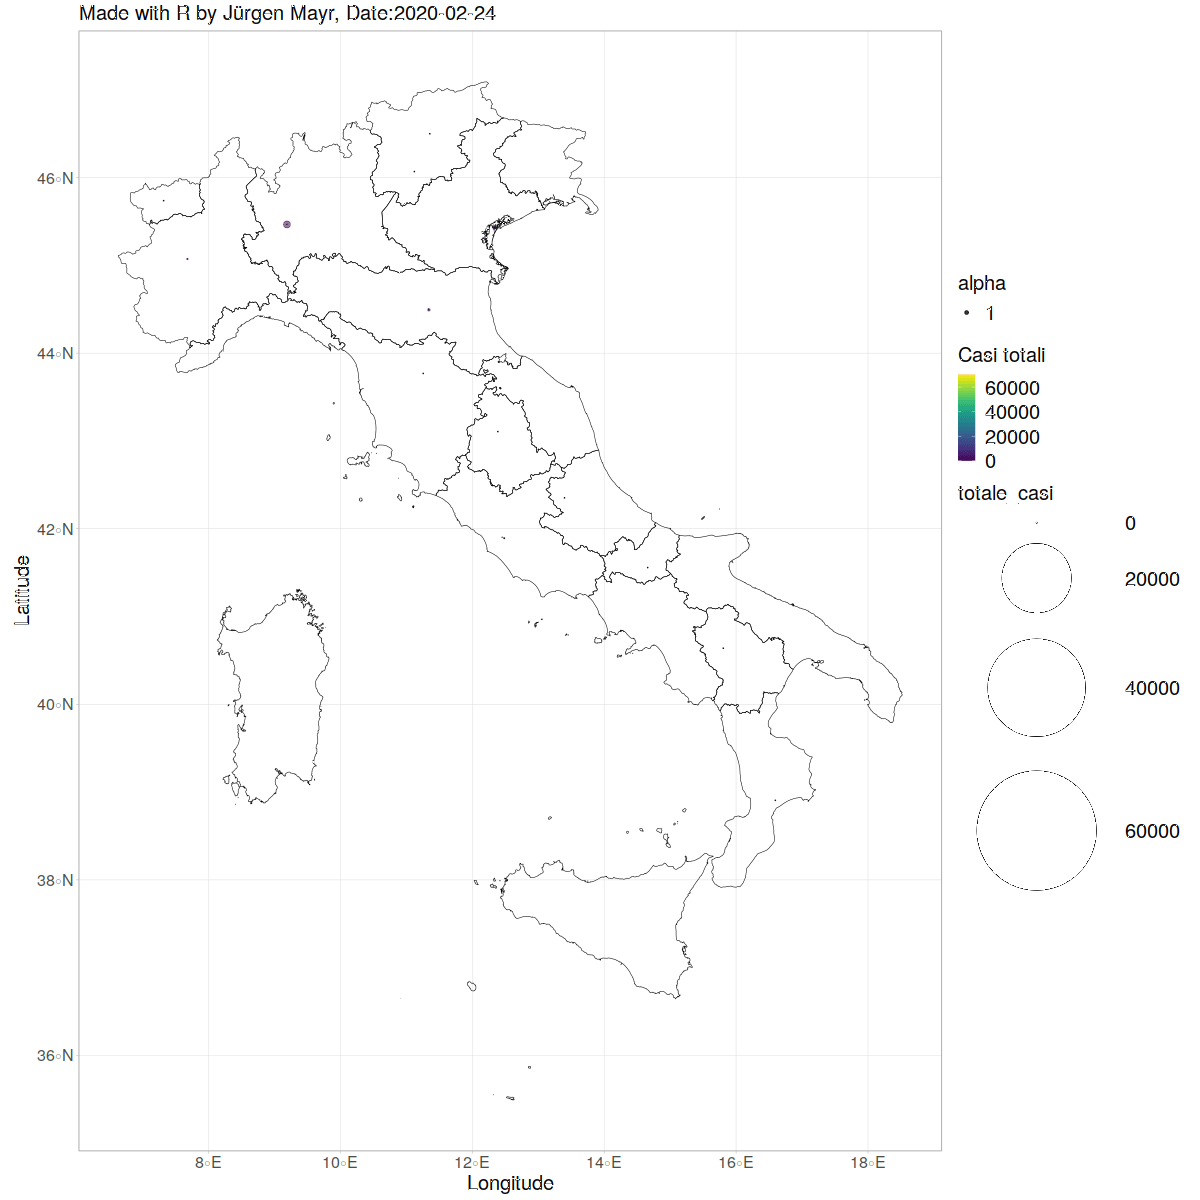 Made with R by Jürgen Mayr, Date:2020-02-24
46°N
44°N
42°N
40°N
38°N
36°N
8°E
10°E
12°E
14°E
16°E
18°E
Longitude
Latitude
alpha
1
Casi totali
60000
40000
20000
0
totale_casi
0
20000
40000
60000